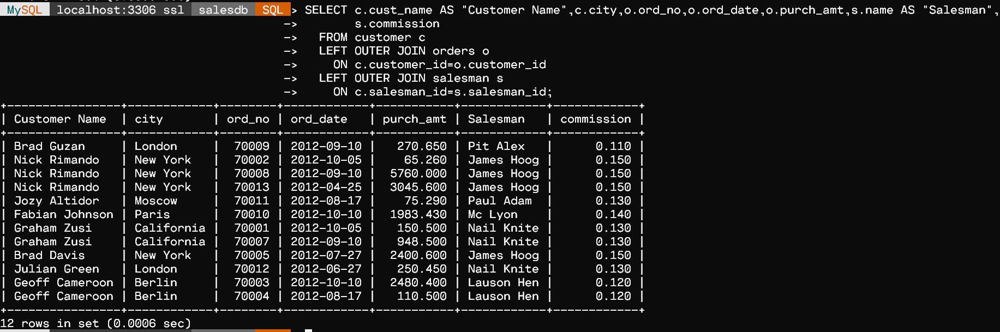 MySQL localhost:3306 ssl salesdb SQL > SELECT c.cust_name AS "Customer Name",c.city,o.ord_no,o.ord_date,o.purch_amt,s.name AS "Salesman",
-> s.commission
-> FROM customer c
-> LEFT OUTER JOIN orders o
-> ON c.customer_id=o.customer_id
-> LEFT OUTER JOIN salesman s
-> ON c.salesman_id=s.salesman_id;
+----------------+------------+--------+------------+-----------+------------+------------+
| Customer Name  | city       | ord_no | ord_date   | purch_amt | Salesman   | commission |
+----------------+------------+--------+------------+-----------+------------+------------+
| Brad Guzan     | London     |  70009 | 2012-09-10 |   270.650 | Pit Alex   |      0.110 |
| Nick Rimando   | New York   |  70002 | 2012-10-05 |    65.260 | James Hoog |      0.150 |
| Nick Rimando   | New York   |  70008 | 2012-09-10 |  5760.000 | James Hoog |      0.150 |
| Nick Rimando   | New York   |  70013 | 2012-04-25 |  3045.600 | James Hoog |      0.150 |
| Jozy Altidor   | Moscow     |  70011 | 2012-08-17 |    75.290 | Paul Adam  |      0.130 |
| Fabian Johnson | Paris      |  70010 | 2012-10-10 |  1983.430 | Mc Lyon    |      0.140 |
| Graham Zusi    | California |  70001 | 2012-10-05 |   150.500 | Nail Knite |      0.130 |
| Graham Zusi    | California |  70007 | 2012-09-10 |   948.500 | Nail Knite |      0.130 |
| Brad Davis     | New York   |  70005 | 2012-07-27 |  2400.600 | James Hoog |      0.150 |
| Julian Green   | London     |  70012 | 2012-06-27 |   250.450 | Nail Knite |      0.130 |
| Geoff Cameroon | Berlin     |  70003 | 2012-10-10 |  2480.400 | Lauson Hen |      0.120 |
| Geoff Cameroon | Berlin     |  70004 | 2012-08-17 |   110.500 | Lauson Hen |      0.120 |
+----------------+------------+--------+------------+-----------+------------+------------+
12 rows in set (0.0006 sec)